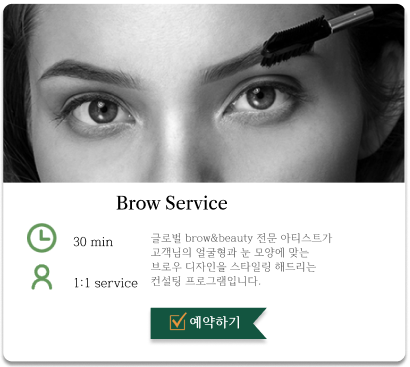 Brow Service
30 min
1:1 service
글로벌 brow&beauty 전문 아티스트가
고객님의 얼굴형과 눈 모양에 맞는
브로우 디자인을 스타일링 해드리는
컨설팅 프로그램입니다.
예약하기